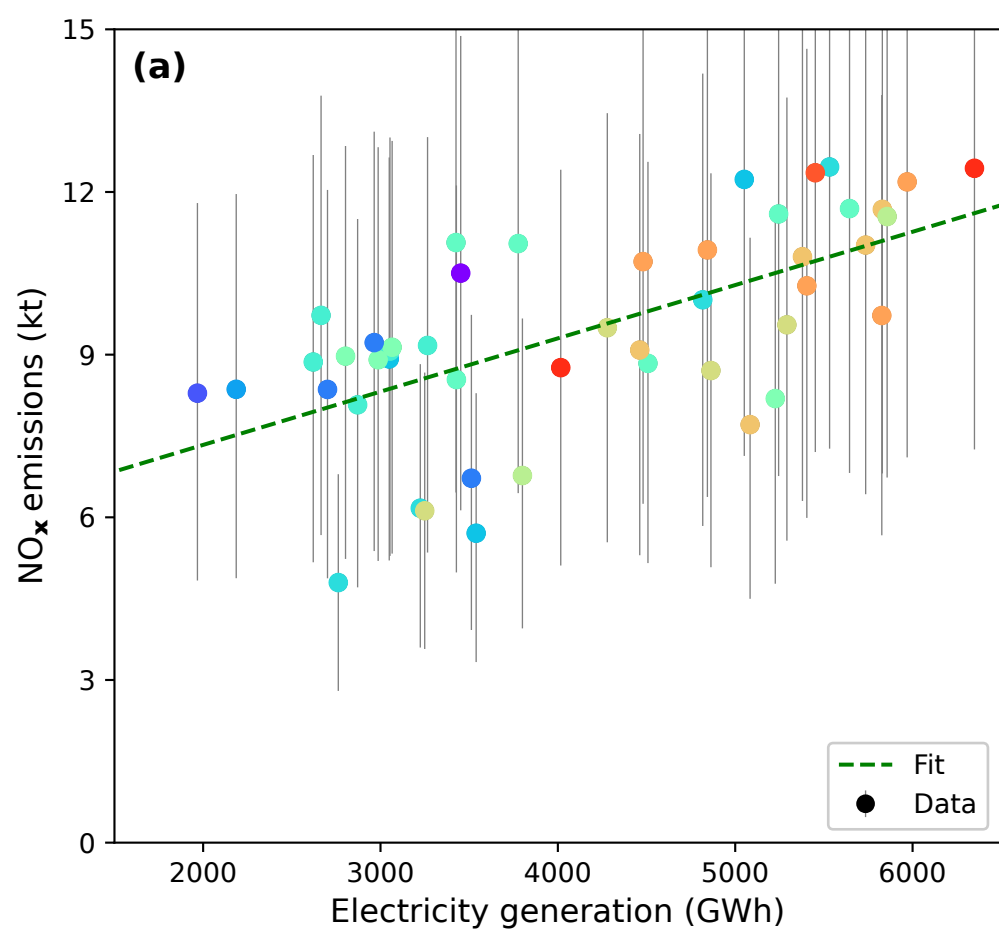 (a)
15
12
9
6
3
0
NOx emissions (kt)
2000 3000 4000 5000 6000
Electricity generation (GWh)
Fit
Data